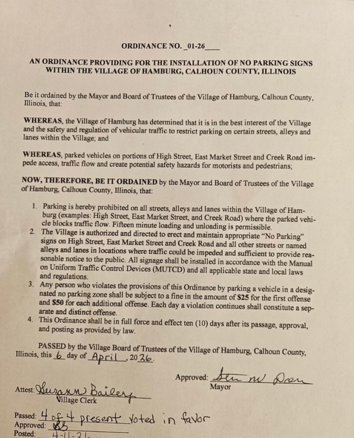 ORDINANCE NO. _01-26____
AN ORDINANCE PROVIDING FOR THE INSTALLATION OF NO PARKING SIGNS
WITHIN THE VILLAGE OF HAMBURG, CALHOUN COUNTY, ILLINOIS
Be it ordained by the Mayor and Board of Trustees of the Village of Hamburg, Calhoun County,
Illinois, that:
WHEREAS, the Village of Hamburg has determined that it is in the best interest of the Village
and the safety and regulation of vehicular traffic to restrict parking on certain streets, alleys and
lanes within the Village; and
WHEREAS, parked vehicles on portions of High Street, East Market Street and Creek Road im-
pede access, traffic flow and create potential safety hazards for motorists and pedestrians;
NOW, THEREFORE, BE IT ORDAINED by the Mayor and Board of Trustees of the Village
of Hamburg, Calhoun County, Illinois, that:
1. Parking is hereby prohibited on all streets, alleys and lanes within the Village of Ham-
burg (examples: High Street, East Market Street, and Creek Road) where the parked vehi-
cle blocks traffic flow. Fifteen minute loading and unloading is permissible.
2. The Village is authorized and directed to erect and maintain appropriate "No Parking"
signs on High Street, East Market Street and Creek Road and all other streets or named
alleys and lanes in locations where traffic could be impeded and sufficient to provide rea-
sonable notice to the public. All signage shall be installed in accordance with the Manual
on Uniform Traffic Control Devices (MUTCD) and all applicable state and local laws
and regulations.
3. Any person who violates the provisions of this Ordinance by parking a vehicle in a desig-
nated no parking zone shall be subject to a fine in the amount of $25 for the first offense
and $50 for each additional offense. Each day a violation continues shall constitute a sep-
arate and distinct offense.
4. This Ordinance shall be in full force and effect ten (10) days after its passage, approval,
and posting as provided by law.
PASSED by the Village Board of Trustees of the Village of Hamburg, Calhoun County,
Illinois, this 6 day of April, 2026
Approved:
Mayor
Attest: Susann Bailey
Village Clerk
Passed: 4 of 4 present voted in favor
Approved:
Posted: